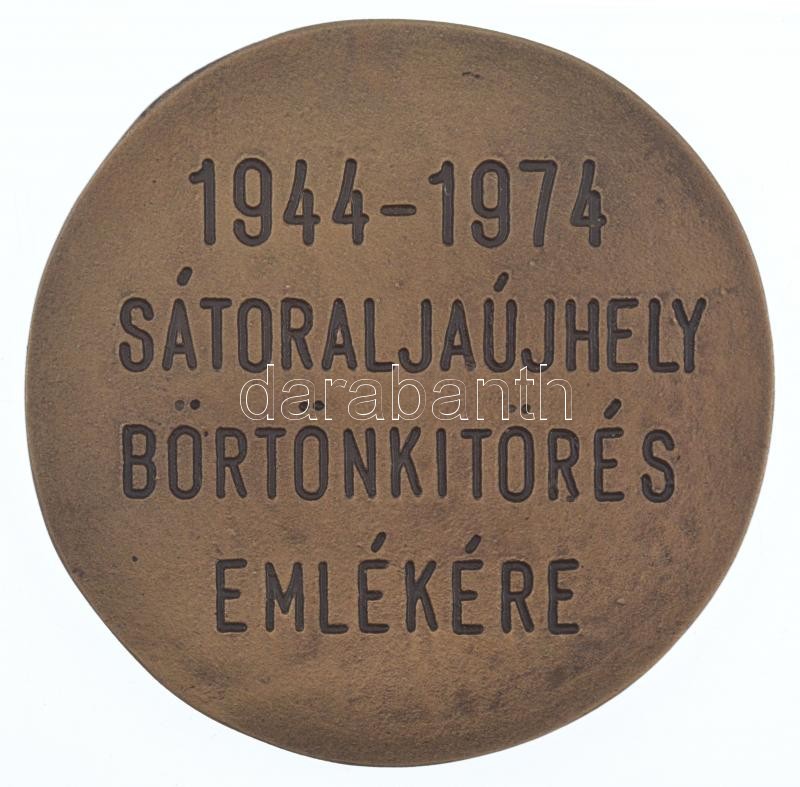 1944-1974
SÁTORALJAÚJHELY
darabanth
BÖRTÖNKITÖRÉS
EMLÉKÉRE